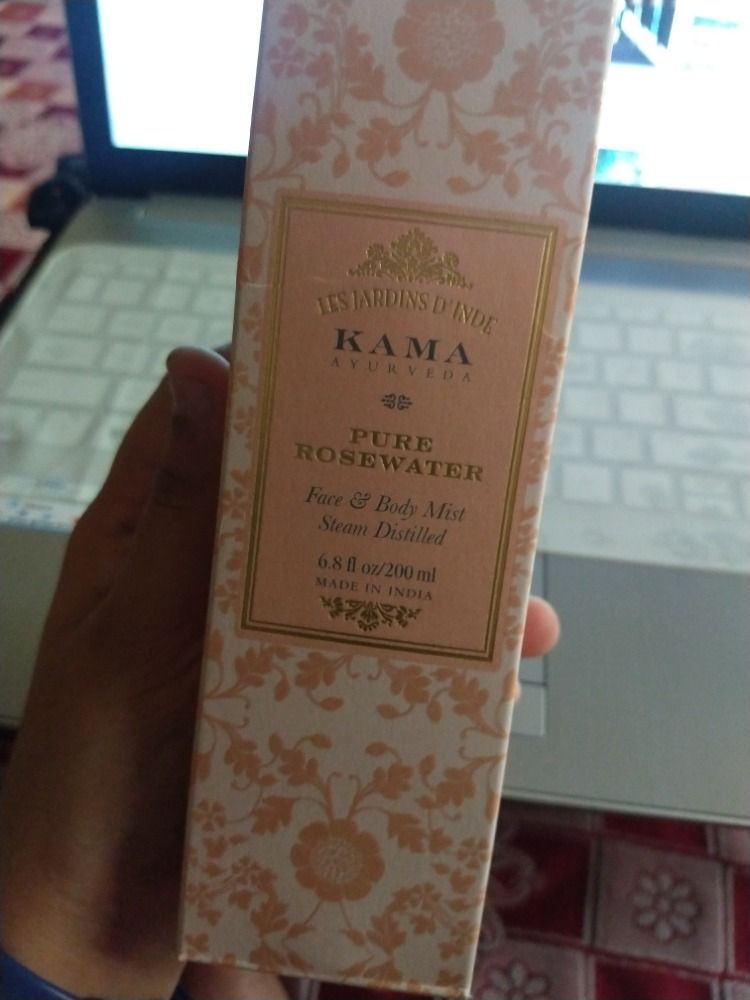 LES JARDINS D'INDE
KAMA
AYURVEDA
PURE
ROSEWATER
Face & Body Mist
Steam Distilled
6.8 fl oz/200 ml
MADE IN INDIA